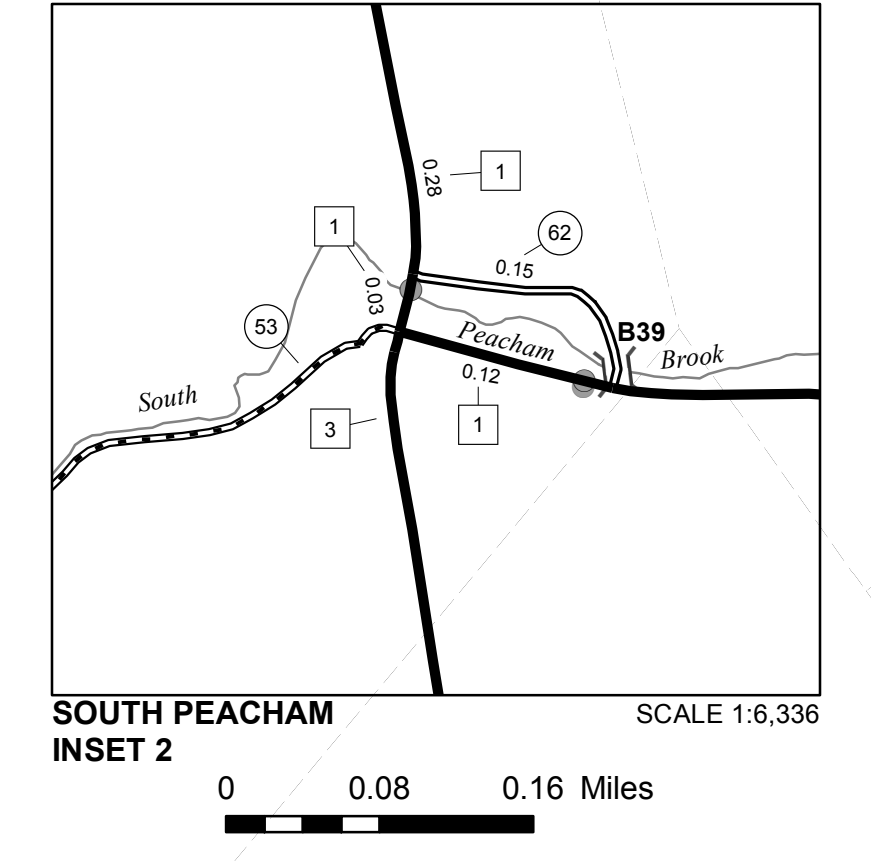 0.28
1
1
62
0.15
0.03
53
B39
Peacham
Brook
0.12
South
3
1
SOUTH PEACHAM
INSET 2
SCALE 1:6,336
0 0.08 0.16 Miles